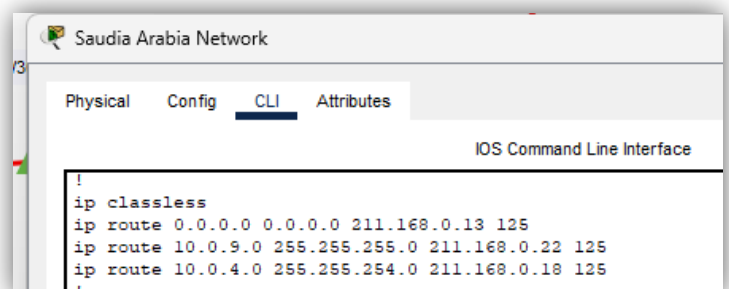 Saudia Arabia Network
/3
Physical Config CLI Attributes
IOS Command Line Interface
!
ip classless
ip route 0.0.0.0 0.0.0.0 211.168.0.13 125
ip route 10.0.9.0 255.255.255.0 211.168.0.22 125
ip route 10.0.4.0 255.255.254.0 211.168.0.18 125
!